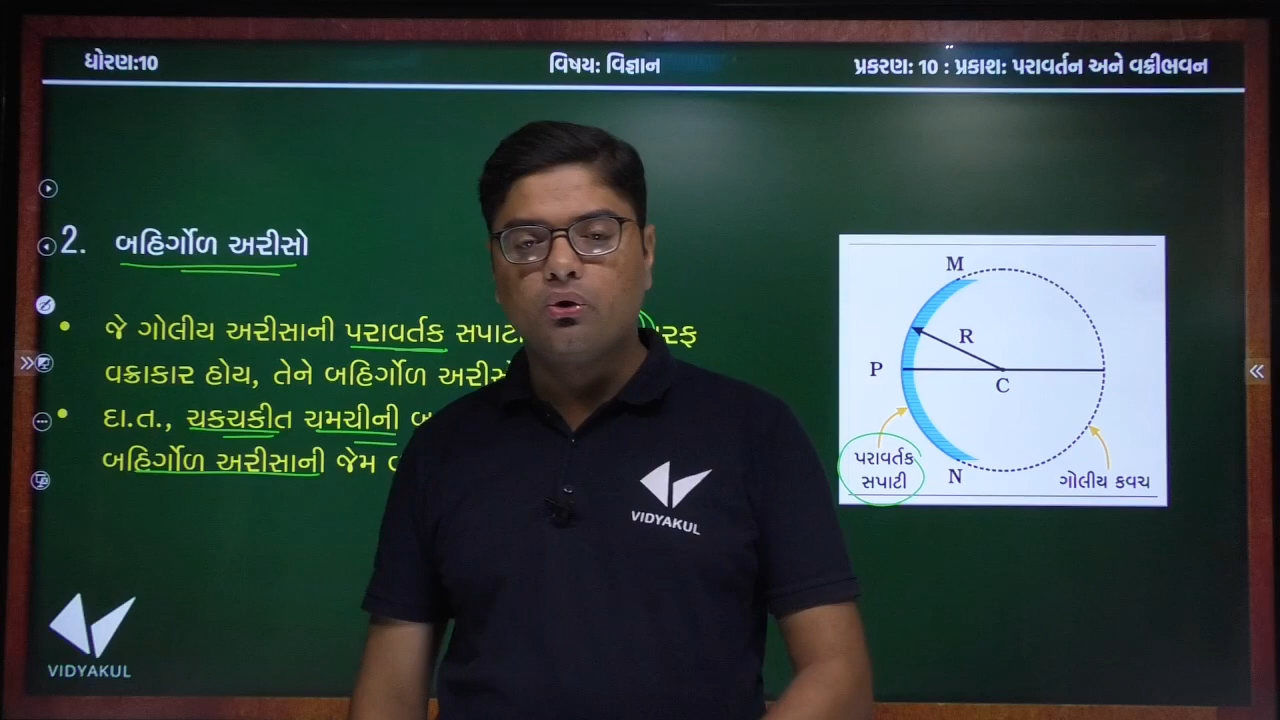 ધોરણ:10
વિષય: વિજ્ઞાન
પ્રકરણ: 10 : પ્રકાશ: પરાવર્તન અને વક્રીભવન
2. બહિર્ગોળ અરીસો
જે ગોલીય અરીસાની પરાવર્તક
વક્રાકાર હોય, તેને બહિર્ગોળ
દા.ત., ચકચકીત ચમચીની
બહિર્ગોળ અરીસાની જેમ
M
R
P
C
પરાવર્તક
સપાટી
N
ગોલીય કવચ
VIDYAKUL
VIDYAKUL